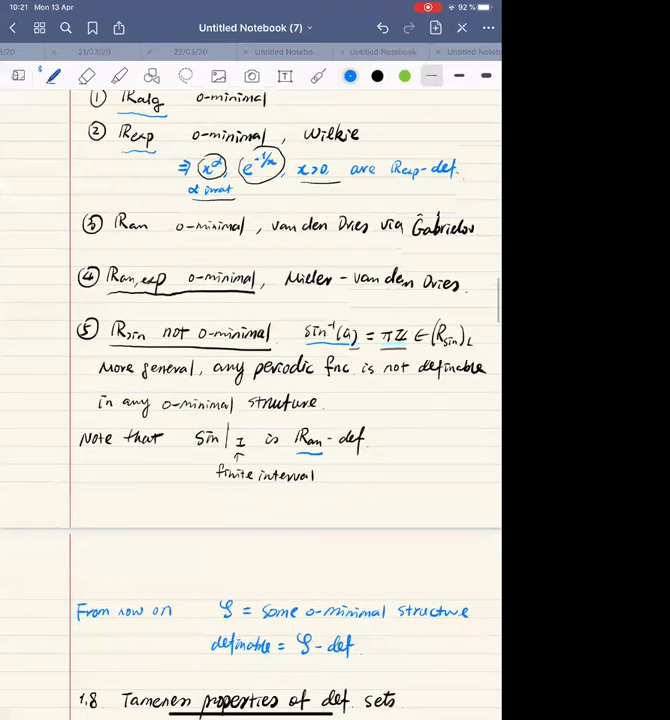 10:21 Mon 13 Apr
92 %
Untitled Notebook (7)
21/03/20
22/03/20
Untitled Notebo
Untitled Notebook
Untitled Note
① ℝalg o-minimal
② ℝexp o-minimal, Wilkie
⇒ x^α, e^{-1/x}, x>0 are ℝexp-def.
α irrat
③ ℝan o-minimal, van den Dries via Gabrielov
④ ℝan,exp o-minimal, Miller - van den Dries.
⑤ ℝsin not o-minimal. sin⁻¹(0) = πℤ ∈ (ℝsin)₁
More general, any periodic fnc. is not definable
in any o-minimal structure.
Note that sin|_I is ℝan-def.
↑
finite interval
From now on S = some o-minimal structure
definable = S-def.
1.8 Tameness properties of def. sets